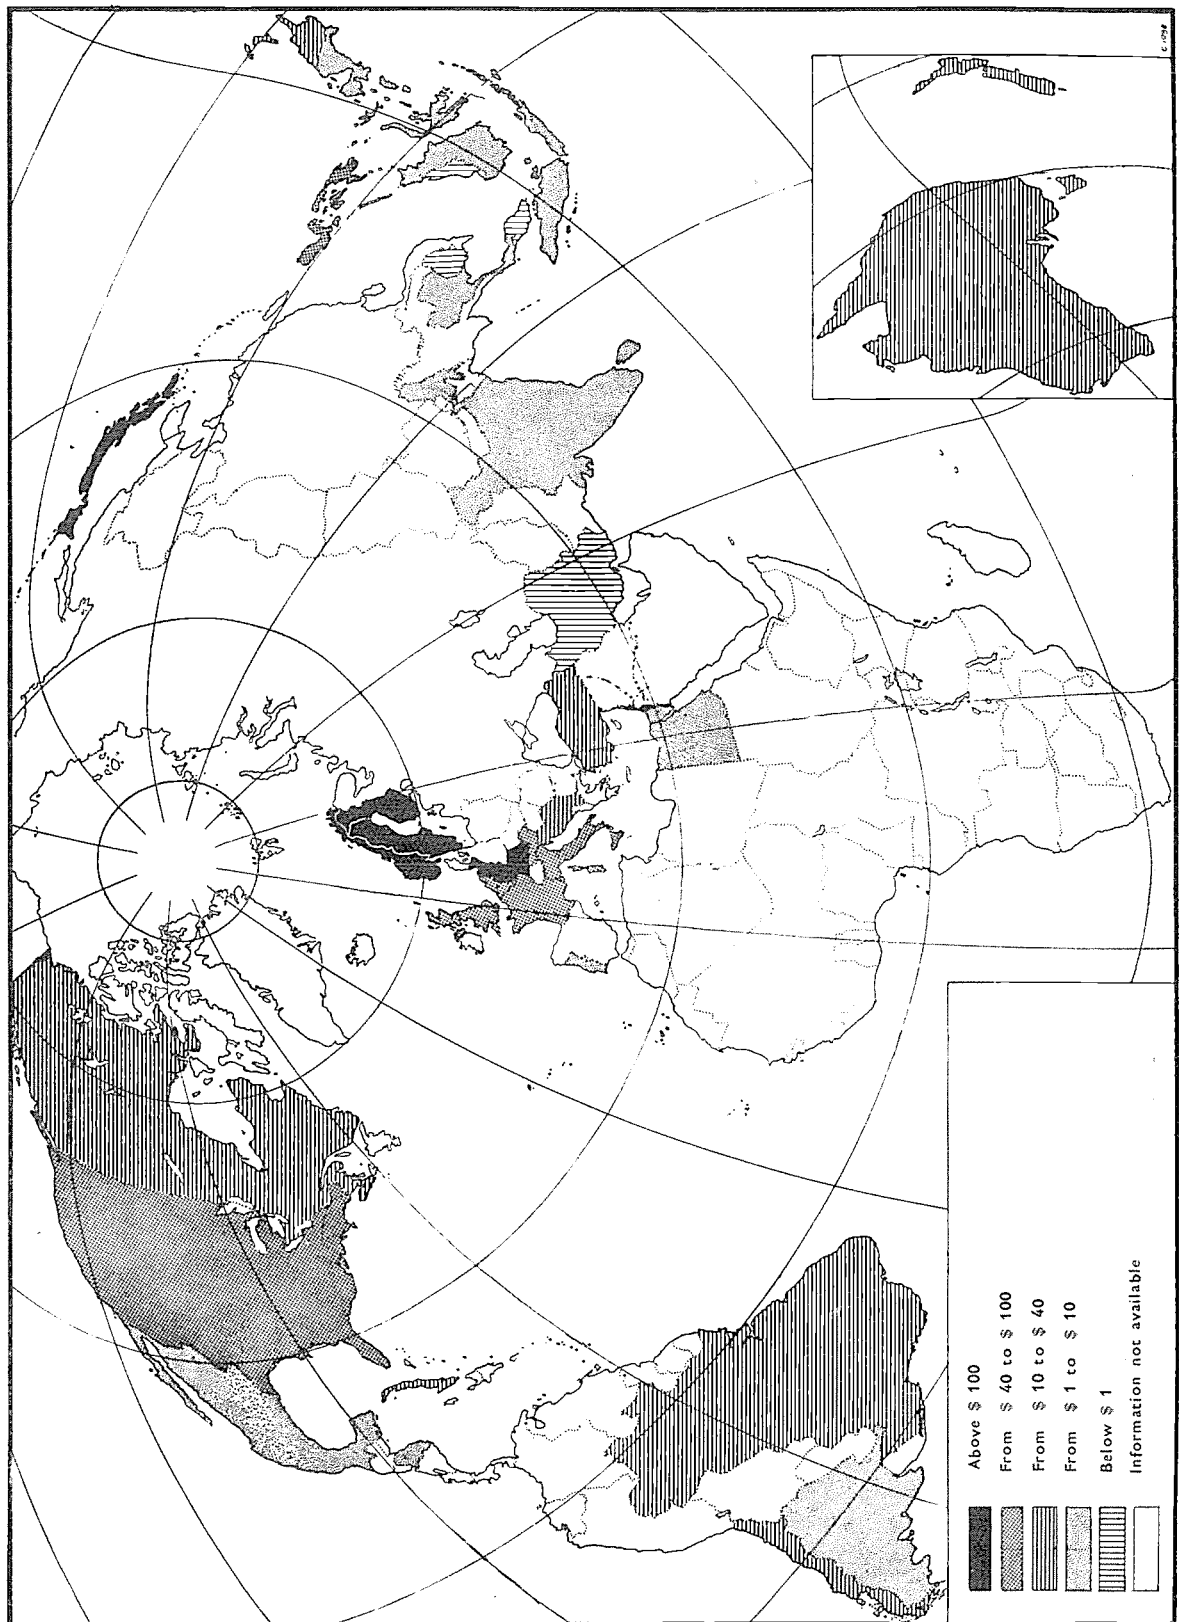 Above $ 100
From $ 40 to $ 100
From $ 10 to $ 40
From $ 1 to $ 10
Below $ 1
Information not available